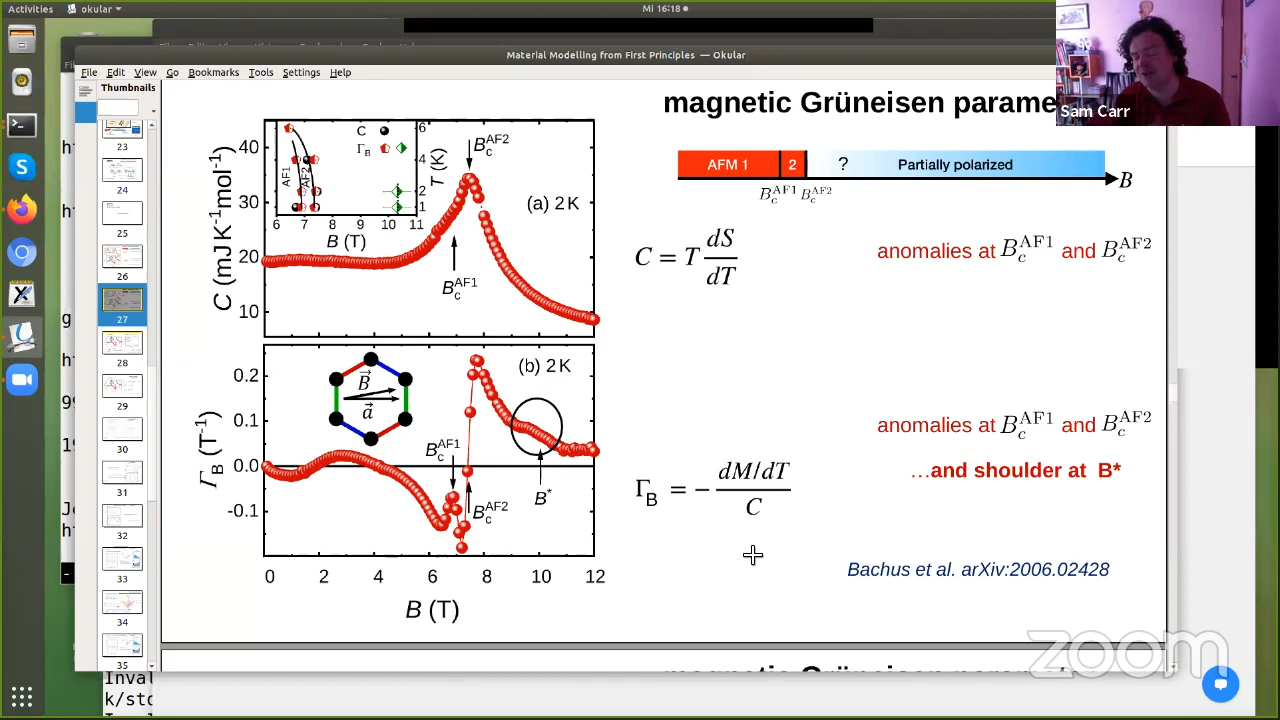 Activities
okular
Mi 16:18
Material Modelling from First Principles — Okular
File Edit View Go Bookmarks Tools Settings Help
Thumbnails
23
24
25
26
27
28
29
30
31
32
33
34
35
Sam Carr
magnetic Grüneisen parame
AFM 1
2
?
Partially polarized
B
B_c^AF1 B_c^AF2
C (mJ K⁻¹mol⁻¹)
40
30
20
10
C
Γ_B
AF1
AF2
T (K)
6
4
2
1
6 7 8 9 10 11
B (T)
B_c^AF2
(a) 2 K
B_c^AF1
C = T dS/dT
anomalies at B_c^AF1 and B_c^AF2
Γ_B (T⁻¹)
0.2
0.1
0.0
-0.1
B⃗
a⃗
(b) 2 K
B_c^AF1
B_c^AF2
B*
0 2 4 6 8 10 12
B (T)
anomalies at B_c^AF1 and B_c^AF2
...and shoulder at B*
Γ_B = − dM/dT / C
Bachus et al. arXiv:2006.02428
zoom
Inval
k/sto